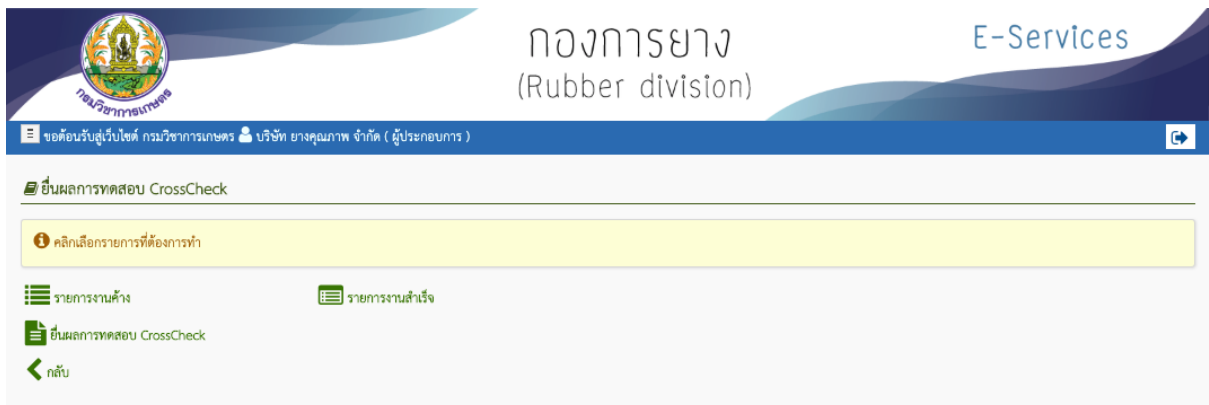 กองการยาง
(Rubber division)
E-Services
กรมวิชาการเกษตร
ขอต้อนรับสู่เว็บไซต์ กรมวิชาการเกษตร บริษัท ยางคุณภาพ จำกัด ( ผู้ประกอบการ )
ยื่นผลการทดสอบ CrossCheck
คลิกเลือกรายการที่ต้องการทำ
รายการงานค้าง
รายการงานสำเร็จ
ยื่นผลการทดสอบ CrossCheck
กลับ